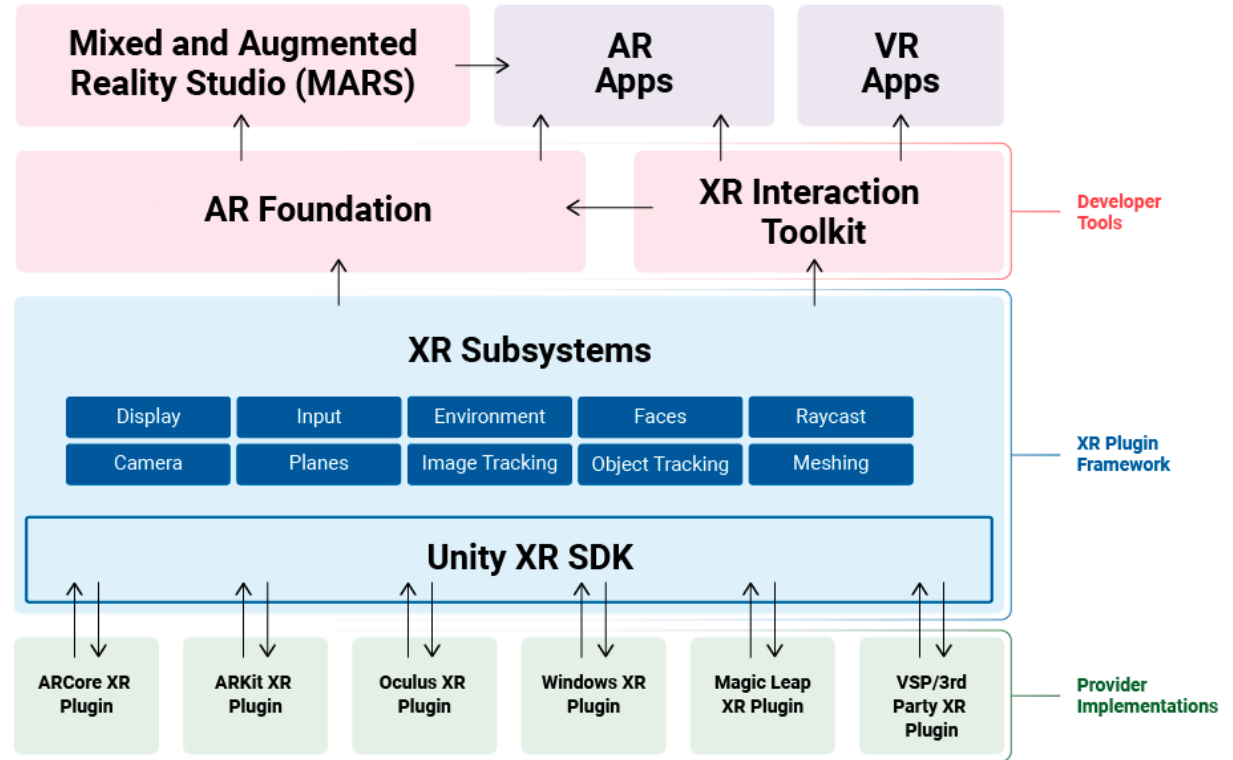 Mixed and Augmented
Reality Studio (MARS)
AR
Apps
VR
Apps
AR Foundation
XR Interaction
Toolkit
Developer
Tools
XR Subsystems
Display
Input
Environment
Faces
Raycast
Camera
Planes
Image Tracking
Object Tracking
Meshing
XR Plugin
Framework
Unity XR SDK
ARCore XR
Plugin
ARKit XR
Plugin
Oculus XR
Plugin
Windows XR
Plugin
Magic Leap
XR Plugin
VSP/3rd
Party XR
Plugin
Provider
Implementations